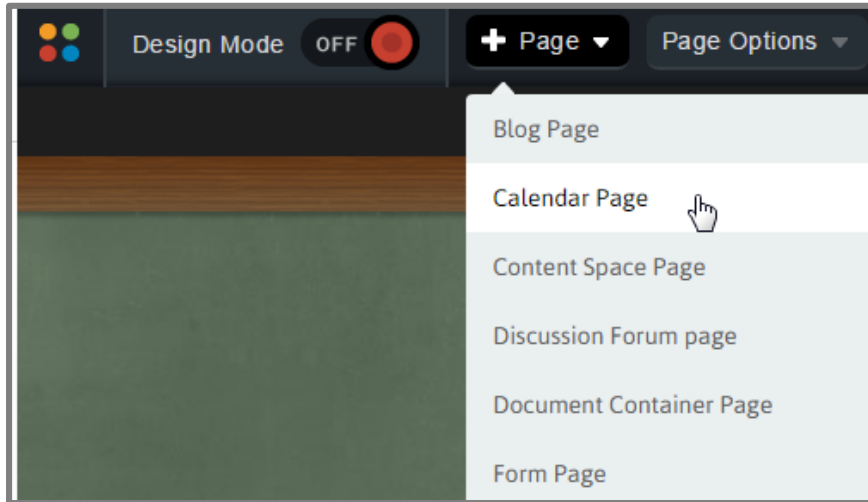 Design Mode OFF Page Page Options
Blog Page
Calendar Page
Content Space Page
Discussion Forum page
Document Container Page
Form Page